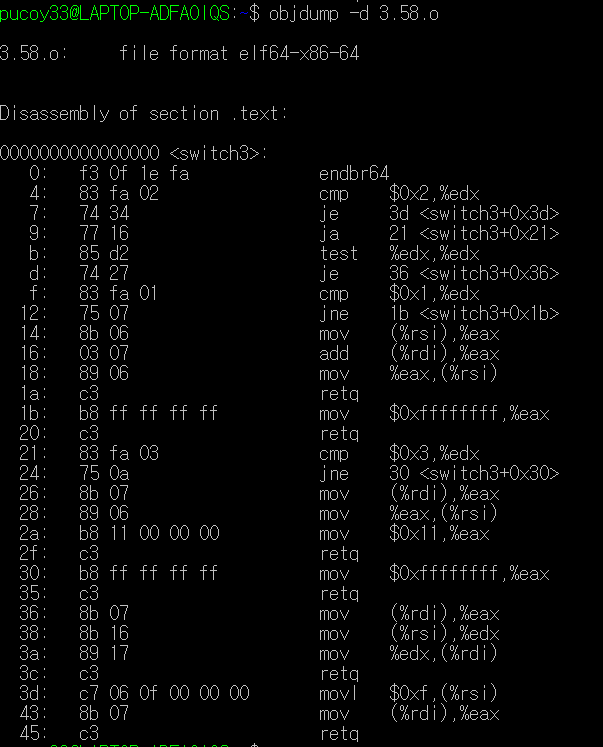 pucoy33@LAPTOP-ADFAOIQS:~$ objdump -d 3.58.o
3.58.o:     file format elf64-x86-64
Disassembly of section .text:
0000000000000000 <switch3>:
   0:   f3 0f 1e fa             endbr64
   4:   83 fa 02                cmp    $0x2,%edx
   7:   74 34                   je     3d <switch3+0x3d>
   9:   77 16                   ja     21 <switch3+0x21>
   b:   85 d2                   test   %edx,%edx
   d:   74 27                   je     36 <switch3+0x36>
   f:   83 fa 01                cmp    $0x1,%edx
  12:   75 07                   jne    1b <switch3+0x1b>
  14:   8b 06                   mov    (%rsi),%eax
  16:   03 07                   add    (%rdi),%eax
  18:   89 06                   mov    %eax,(%rsi)
  1a:   c3                      retq
  1b:   b8 ff ff ff ff          mov    $0xffffffff,%eax
  20:   c3                      retq
  21:   83 fa 03                cmp    $0x3,%edx
  24:   75 0a                   jne    30 <switch3+0x30>
  26:   8b 07                   mov    (%rdi),%eax
  28:   89 06                   mov    %eax,(%rsi)
  2a:   b8 11 00 00 00          mov    $0x11,%eax
  2f:   c3                      retq
  30:   b8 ff ff ff ff          mov    $0xffffffff,%eax
  35:   c3                      retq
  36:   8b 07                   mov    (%rdi),%eax
  38:   8b 16                   mov    (%rsi),%edx
  3a:   89 17                   mov    %edx,(%rdi)
  3c:   c3                      retq
  3d:   c7 06 0f 00 00 00       movl   $0xf,(%rsi)
  43:   8b 07                   mov    (%rdi),%eax
  45:   c3                      retq